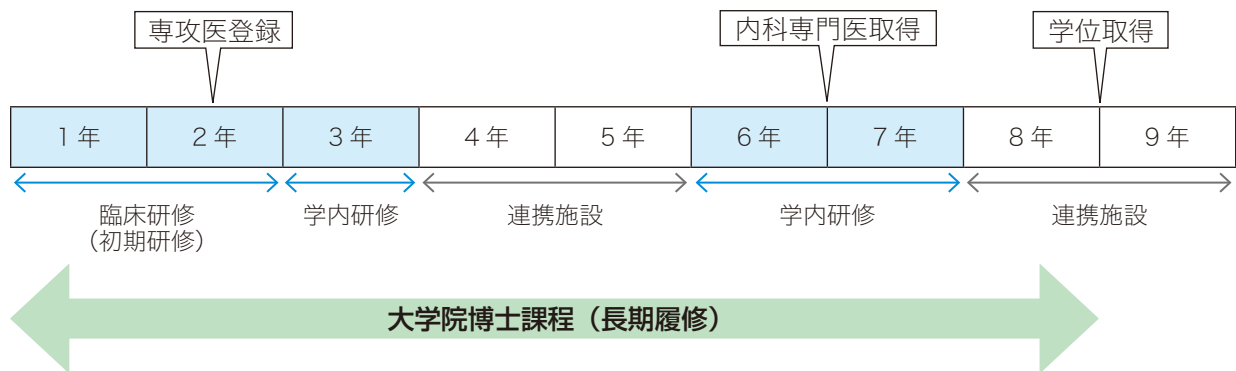 専攻医登録
内科専門医取得
学位取得
1年
2年
3年
4年
5年
6年
7年
8年
9年
臨床研修
（初期研修）
学内研修
連携施設
学内研修
連携施設
大学院博士課程（長期履修）